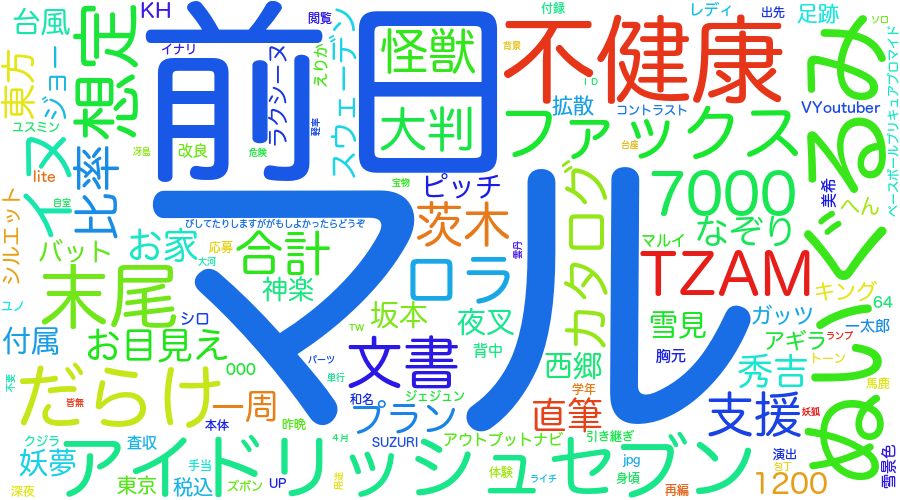 台風
KH
前日
閲覧
怪獣
付録
不健康
レディ
出先
足跡
ソロ
想定
イナリ
ラクシーヌ
えりか
スウェーデン
背景
ぬいぐるみ
東方
ジョー
大判
ID
拡散
コントラスト
VYoutuber
ベースボールプリキュアブロマイド
ユスミン
イヌ
比率
冴島
改良
危険
軽率
ファックス
台座
lite
自室
宝物
ピッチ
カタログ
7000
美希
へん
シルエット
バット
お家
びしてたりしますががもしよかったらどうぞ
マル
茨木
なぞり
応募
合計
大河
神楽
ロラ
雲丹
マルイ
TZAM
キング
ユノ
末尾
シロ
坂本
夜叉
雪見
ガッツ
64
一太郎
付属
お目見え
TW
文書
背中
西郷
胸元
アギラ
ランプ
トーン
パーツ
000
不要
だらけ
単行
秀吉
馬鹿
皆無
一周
和名
ジェジュン
学年
直筆
支援
妖狐
本体
昨晩
プラン
クジラ
査収
4月
SUZURI
アウトプットナビ
引き継ぎ
演出
雪景色
妖夢
アイドリッシュセブン
手当
体験
jpg
包丁
深夜
東京
税込
ズボン
UP
ライチ
身頃
再編
1200